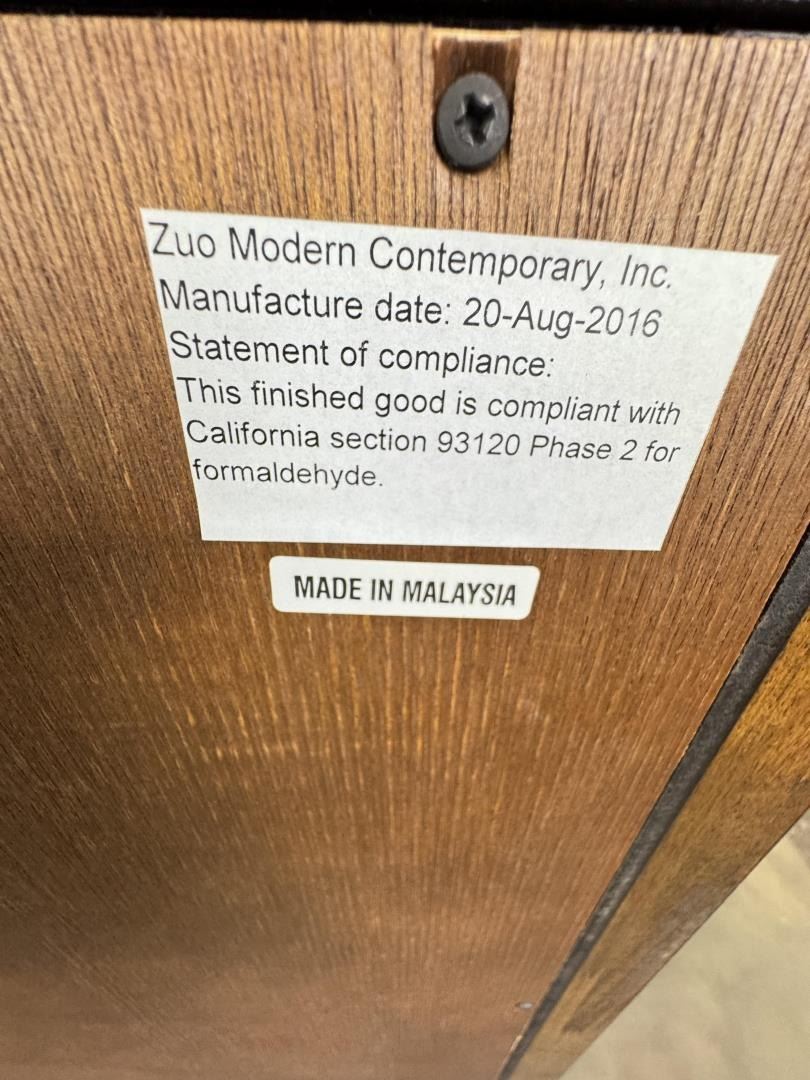 Zuo Modern Contemporary, Inc.
Manufacture date: 20-Aug-2016
Statement of compliance:
This finished good is compliant with
California section 93120 Phase 2 for
formaldehyde.
MADE IN MALAYSIA